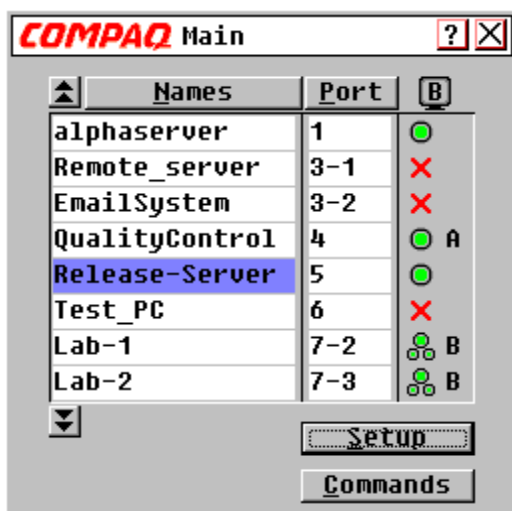 COMPAQ Main ? X
Names Port B
alphaserver 1
Remote_server 3-1
EmailSystem 3-2
QualityControl 4 A
Release-Server 5
Test_PC 6
Lab-1 7-2 B
Lab-2 7-3 B
Setup
Commands